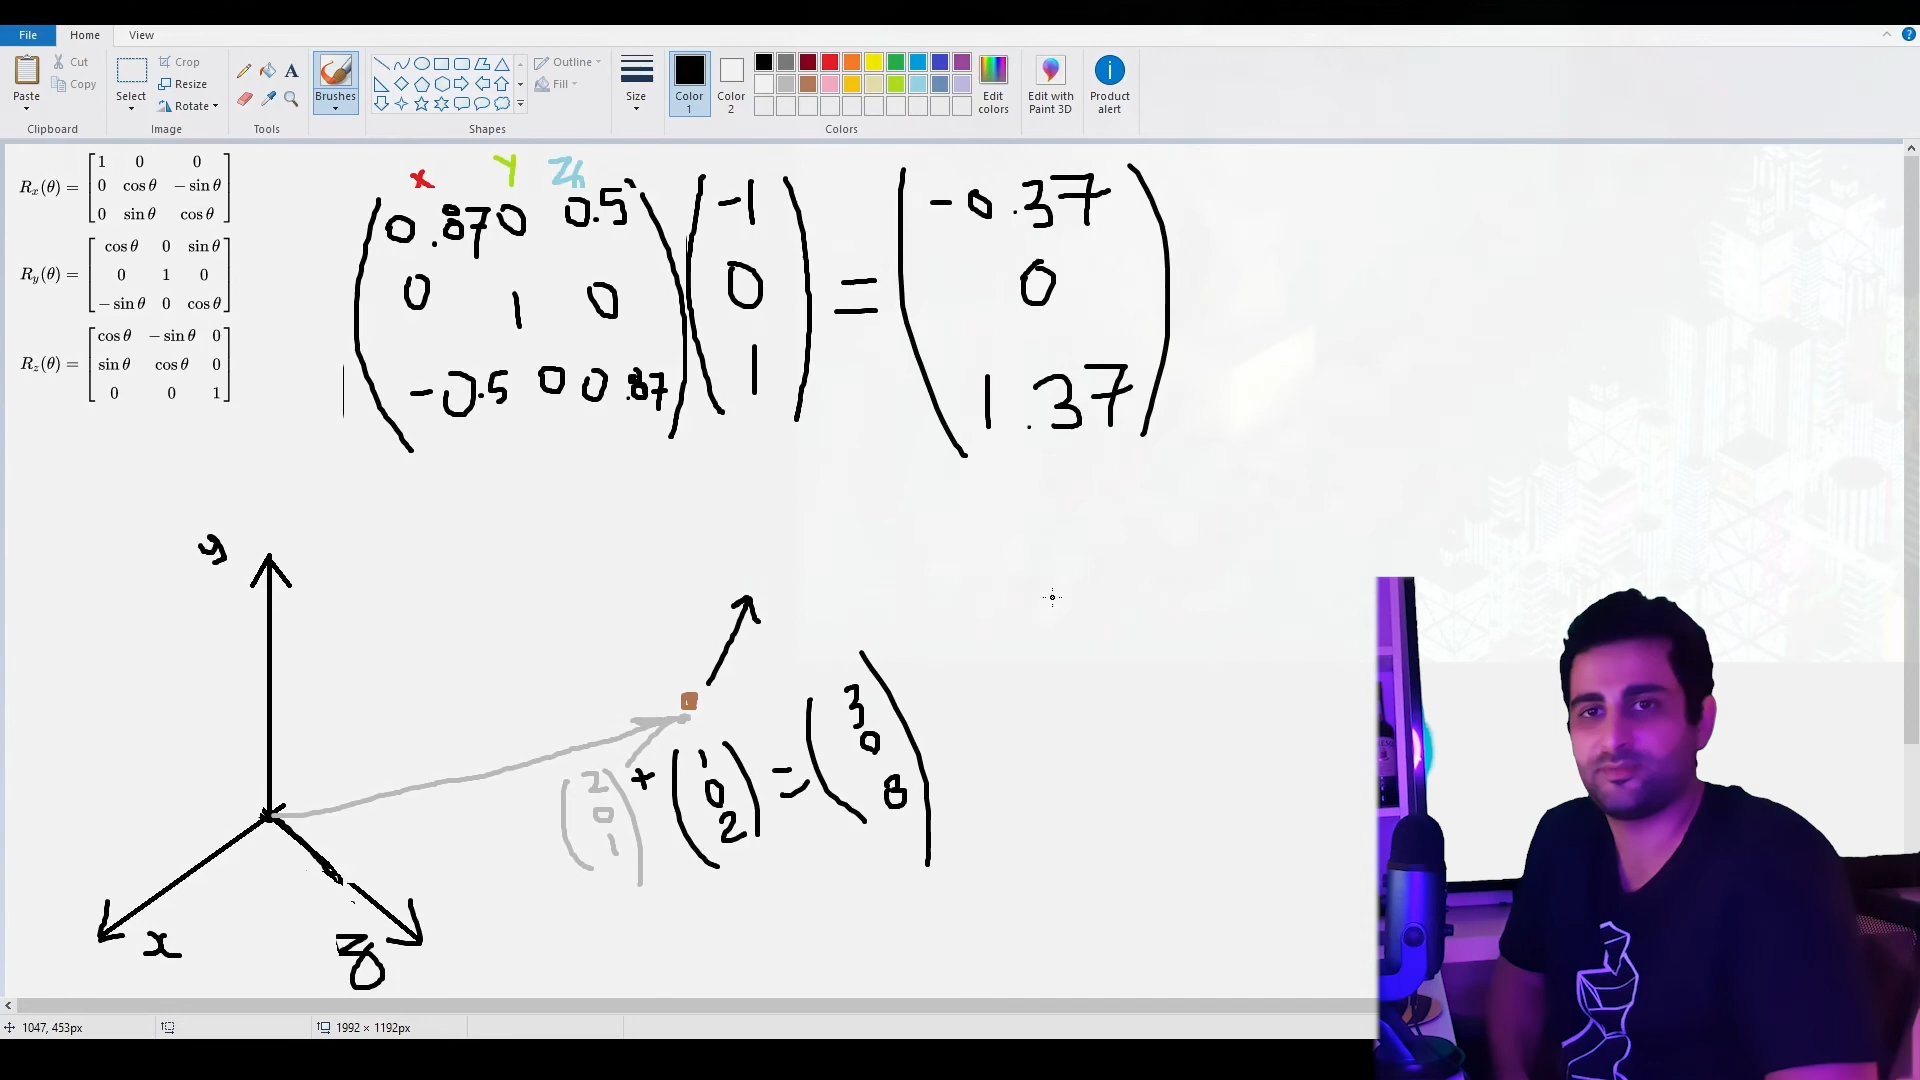 File Home View
Paste Cut Copy Clipboard
Select Crop Resize Rotate Image
A Tools
Brushes
Shapes Outline Fill
Size
Color 1 Color 2 Edit colors Colors
Edit with Paint 3D
Product alert
Rx(θ) = [1 0 0
0 cos θ − sin θ
0 sin θ cos θ]
Ry(θ) = [cos θ 0 sin θ
0 1 0
− sin θ 0 cos θ]
Rz(θ) = [cos θ − sin θ 0
sin θ cos θ 0
0 0 1]
x y z
0.87 0 0.5 -1 -0.37
0 1 0 0 = 0
-0.5 0 0.87 1 1.37
y
x
z
(2 0 1) + (1 0 2) = (3 0 8)
1047, 453px 1992 × 1192px